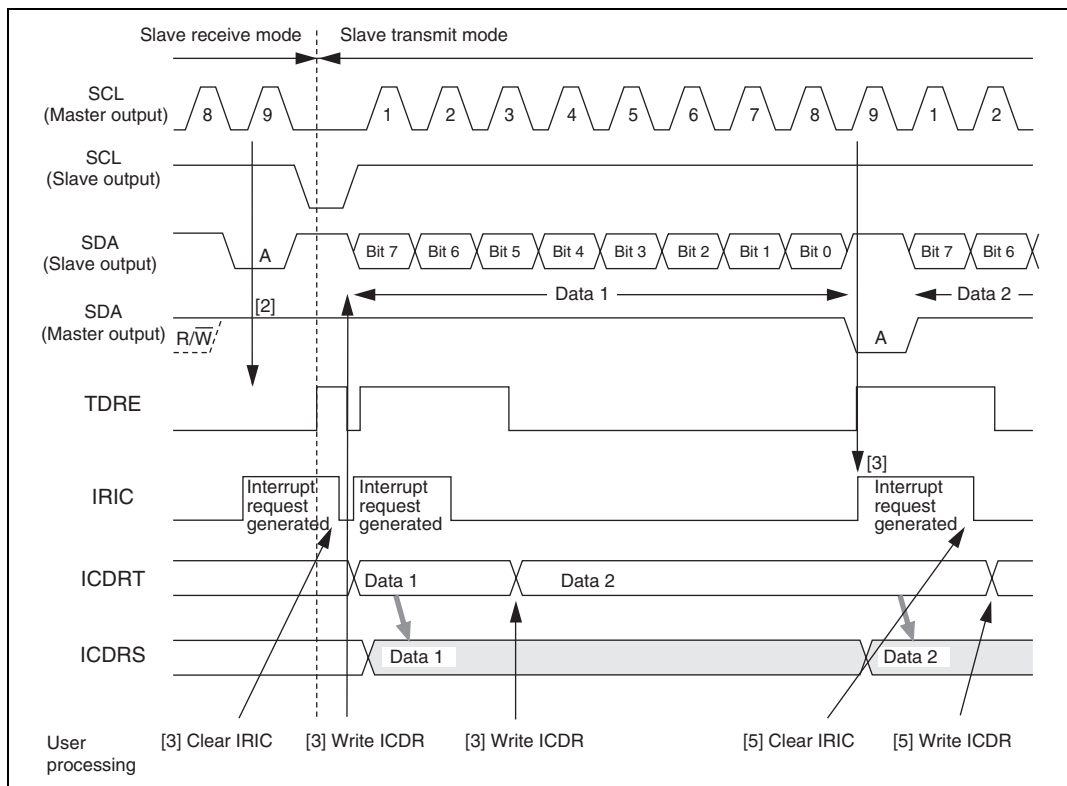 Slave receive mode Slave transmit mode
SCL
(Master output)
8 9 1 2 3 4 5 6 7 8 9 1 2
SCL
(Slave output)
SDA
(Slave output)
A Bit 7 Bit 6 Bit 5 Bit 4 Bit 3 Bit 2 Bit 1 Bit 0 Bit 7 Bit 6
Data 1 Data 2
[2]
SDA
(Master output)
R/W̅
A
TDRE
[3]
IRIC
Interrupt
request
generated
Interrupt
request
generated
Interrupt
request
generated
ICDRT
Data 1 Data 2
ICDRS
Data 1 Data 2
User
processing
[3] Clear IRIC [3] Write ICDR [3] Write ICDR [5] Clear IRIC [5] Write ICDR